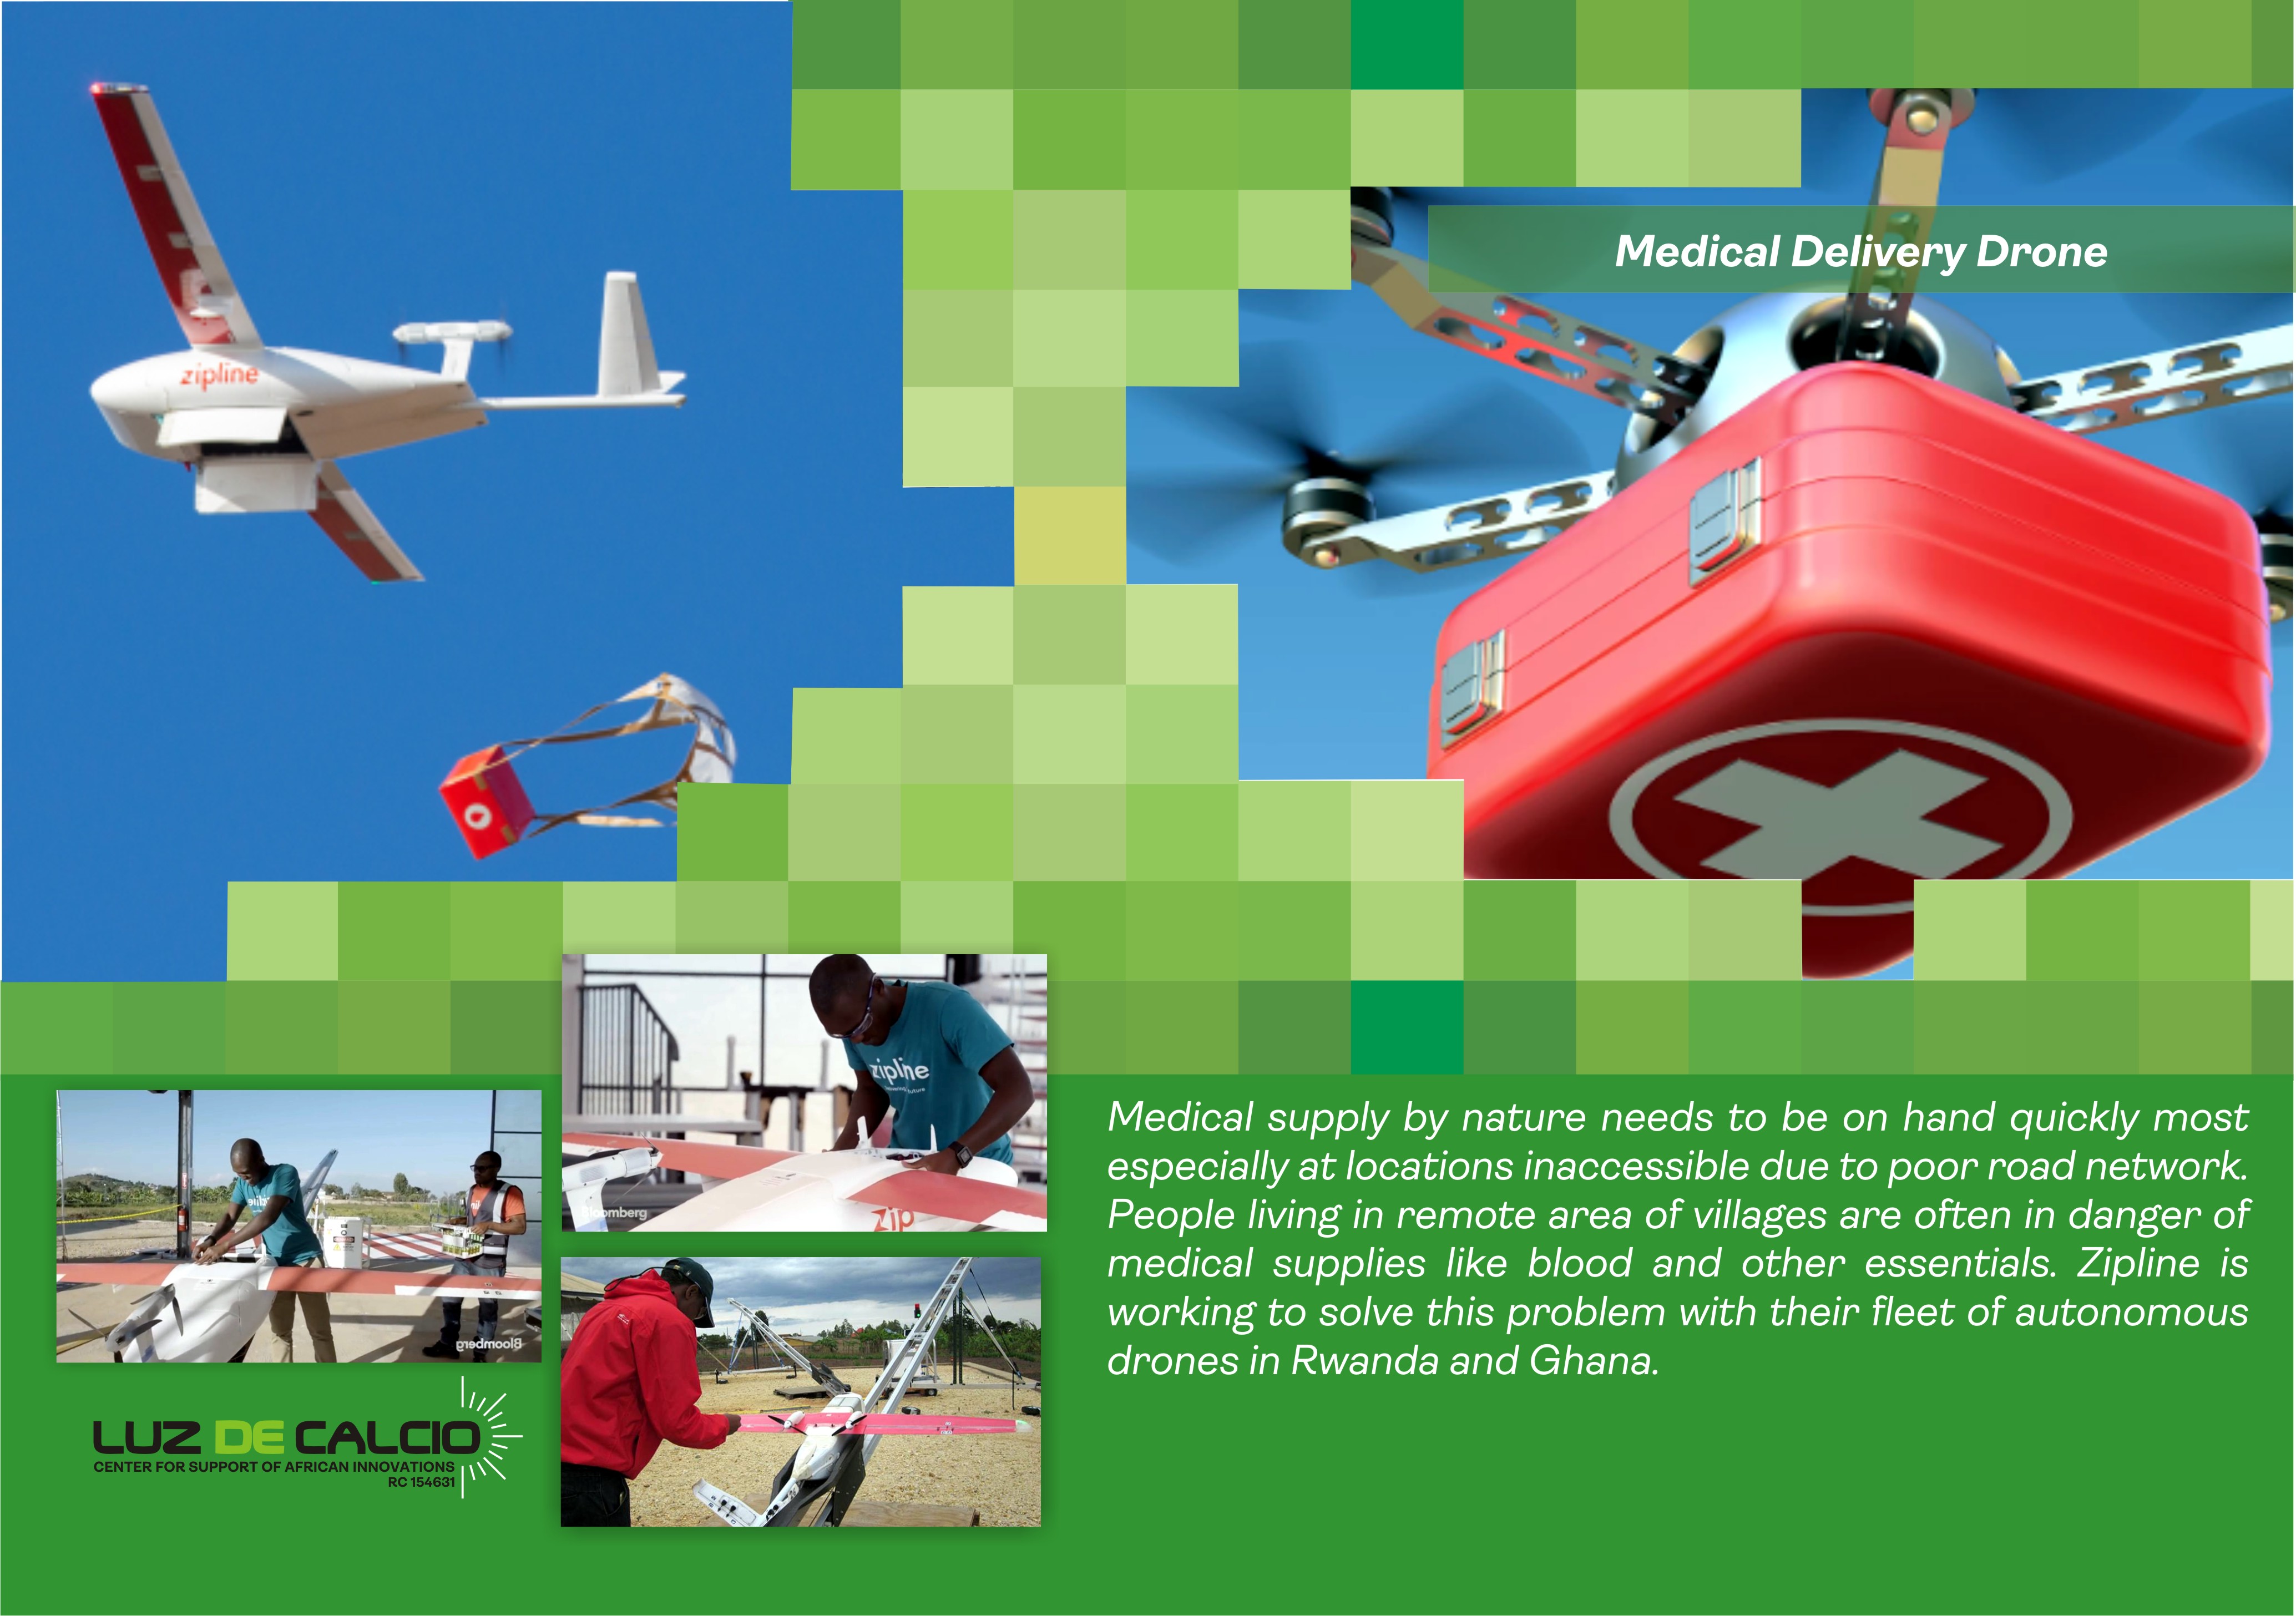 zipline
Medical Delivery Drone
zipline
Bloomberg
zip
zipline
Bloomberg
Medical supply by nature needs to be on hand quickly most
especially at locations inaccessible due to poor road network.
People living in remote area of villages are often in danger of
medical supplies like blood and other essentials. Zipline is
working to solve this problem with their fleet of autonomous
drones in Rwanda and Ghana.
LUZ DE CALCIO
CENTER FOR SUPPORT OF AFRICAN INNOVATIONS
RC 154631